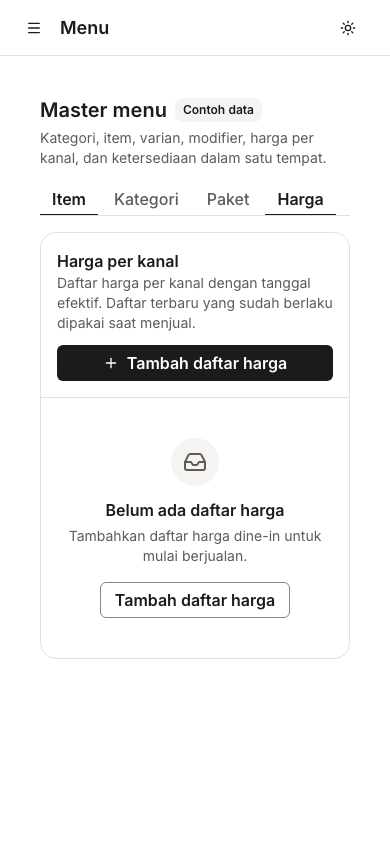 Menu
Master menu
Contoh data
Kategori, item, varian, modifier, harga per
kanal, dan ketersediaan dalam satu tempat.
Item
Kategori
Paket
Harga
Harga per kanal
Daftar harga per kanal dengan tanggal
efektif. Daftar terbaru yang sudah berlaku
dipakai saat menjual.
Tambah daftar harga
Belum ada daftar harga
Tambahkan daftar harga dine-in untuk
mulai berjualan.
Tambah daftar harga